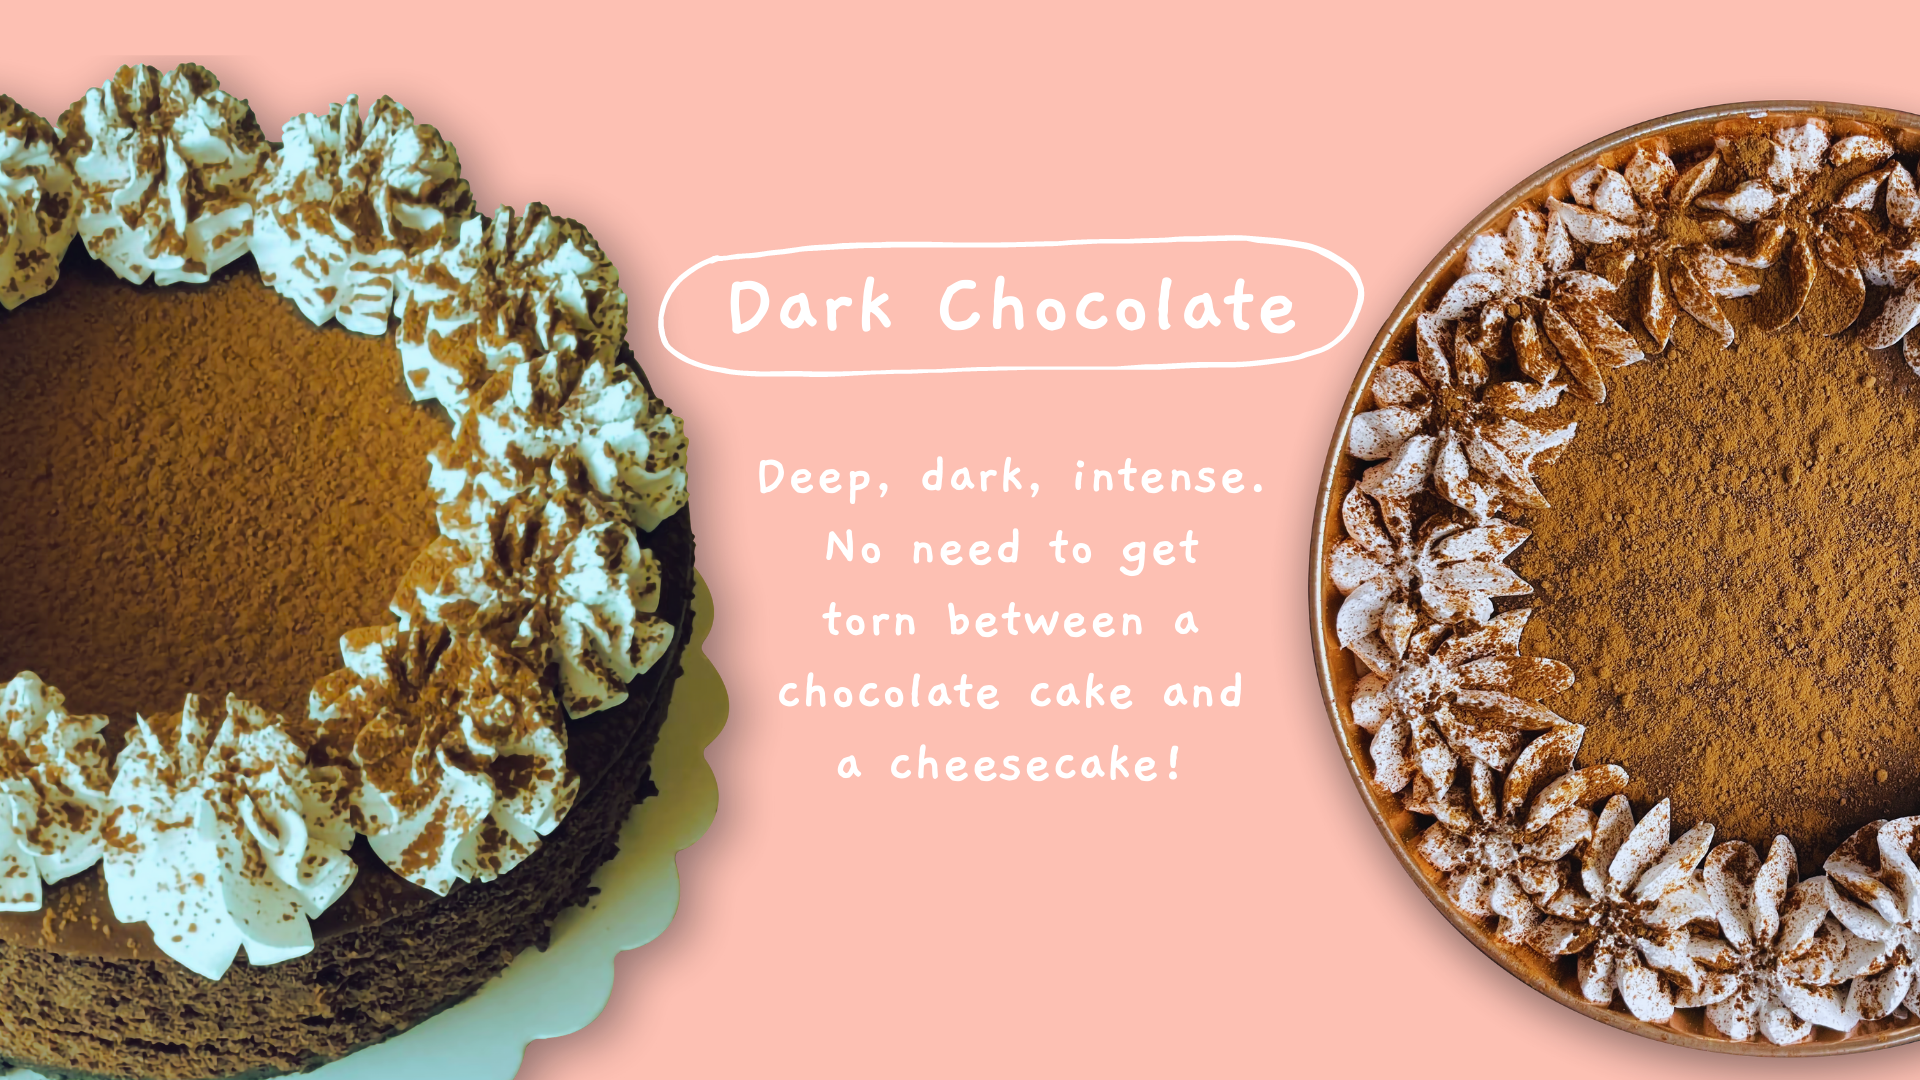 Dark Chocolate
Deep, dark, intense.
No need to get
torn between a
chocolate cake and
a cheesecake!